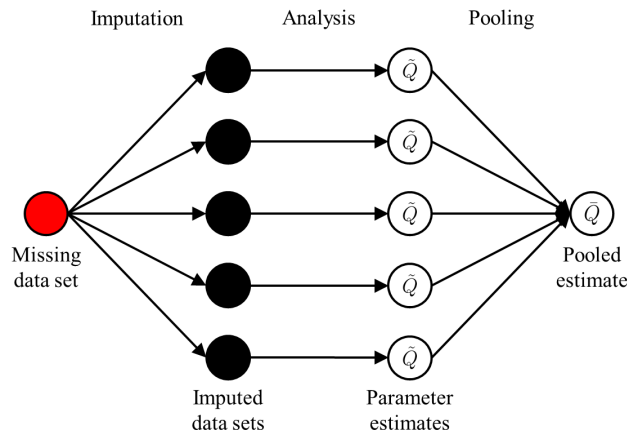 Imputation Analysis Pooling
Q̃
Q̃
Q̃ Q̄
Missing
data set
Pooled
estimate
Q̃
Q̃
Imputed
data sets
Parameter
estimates